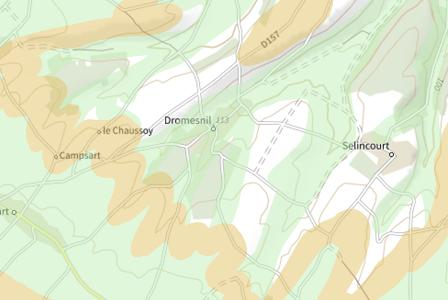 D157
Dromesnil 113
le Chaussoy
Selincourt
Campsart